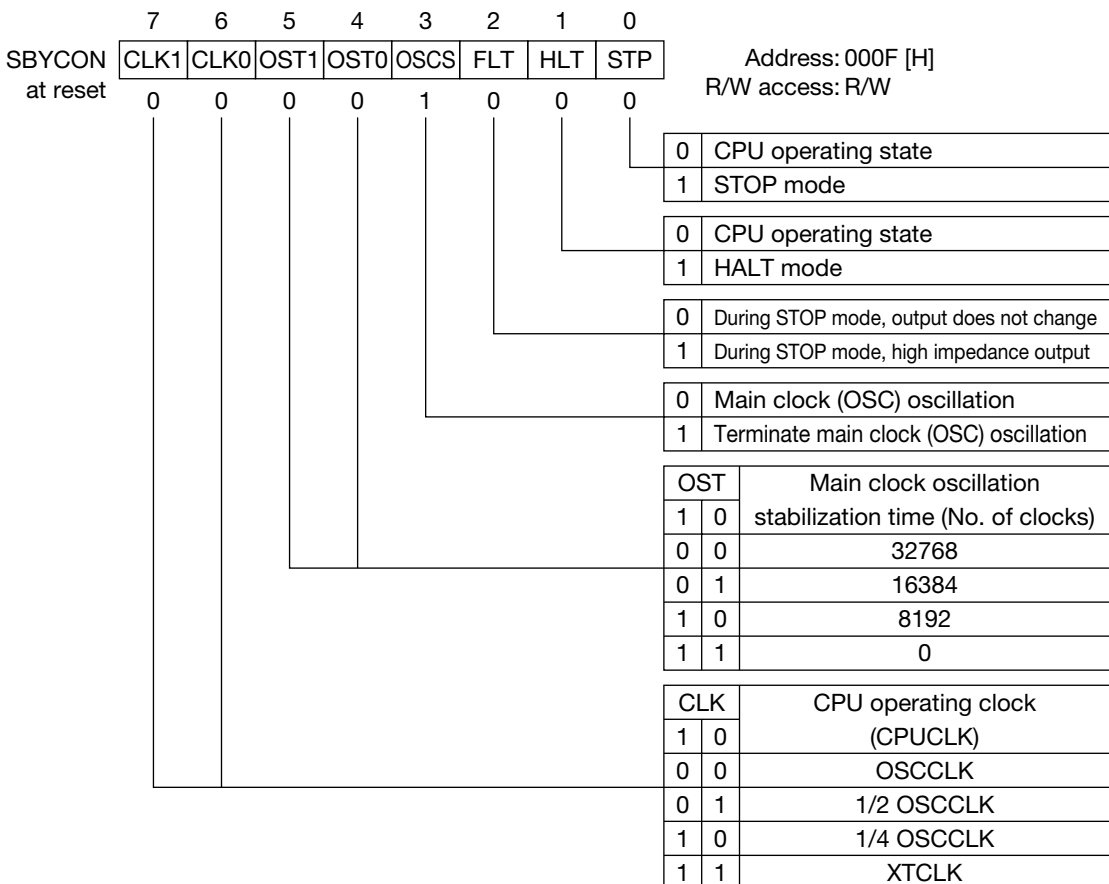 7 6 5 4 3 2 1 0
SBYCON CLK1 CLK0 OST1 OST0 OSCS FLT HLT STP Address: 000F [H]
at reset 0 0 0 0 1 0 0 0 R/W access: R/W
0 CPU operating state
1 STOP mode
0 CPU operating state
1 HALT mode
0 During STOP mode, output does not change
1 During STOP mode, high impedance output
0 Main clock (OSC) oscillation
1 Terminate main clock (OSC) oscillation
OST Main clock oscillation
1 0 stabilization time (No. of clocks)
0 0 32768
0 1 16384
1 0 8192
1 1 0
CLK CPU operating clock
1 0 (CPUCLK)
0 0 OSCCLK
0 1 1/2 OSCCLK
1 0 1/4 OSCCLK
1 1 XTCLK